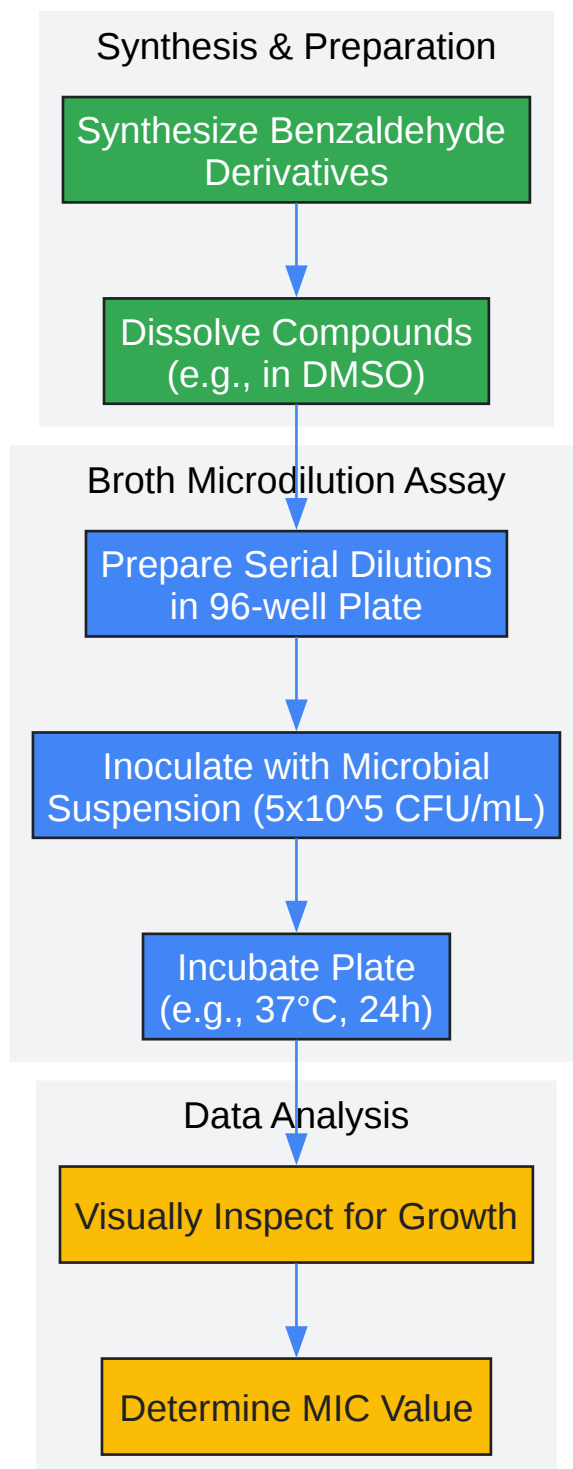 Synthesis & Preparation
Synthesize Benzaldehyde
Derivatives
Dissolve Compounds
(e.g., in DMSO)
Broth Microdilution Assay
Prepare Serial Dilutions
in 96-well Plate
Inoculate with Microbial
Suspension (5x10^5 CFU/mL)
Incubate Plate
(e.g., 37°C, 24h)
Data Analysis
Visually Inspect for Growth
Determine MIC Value